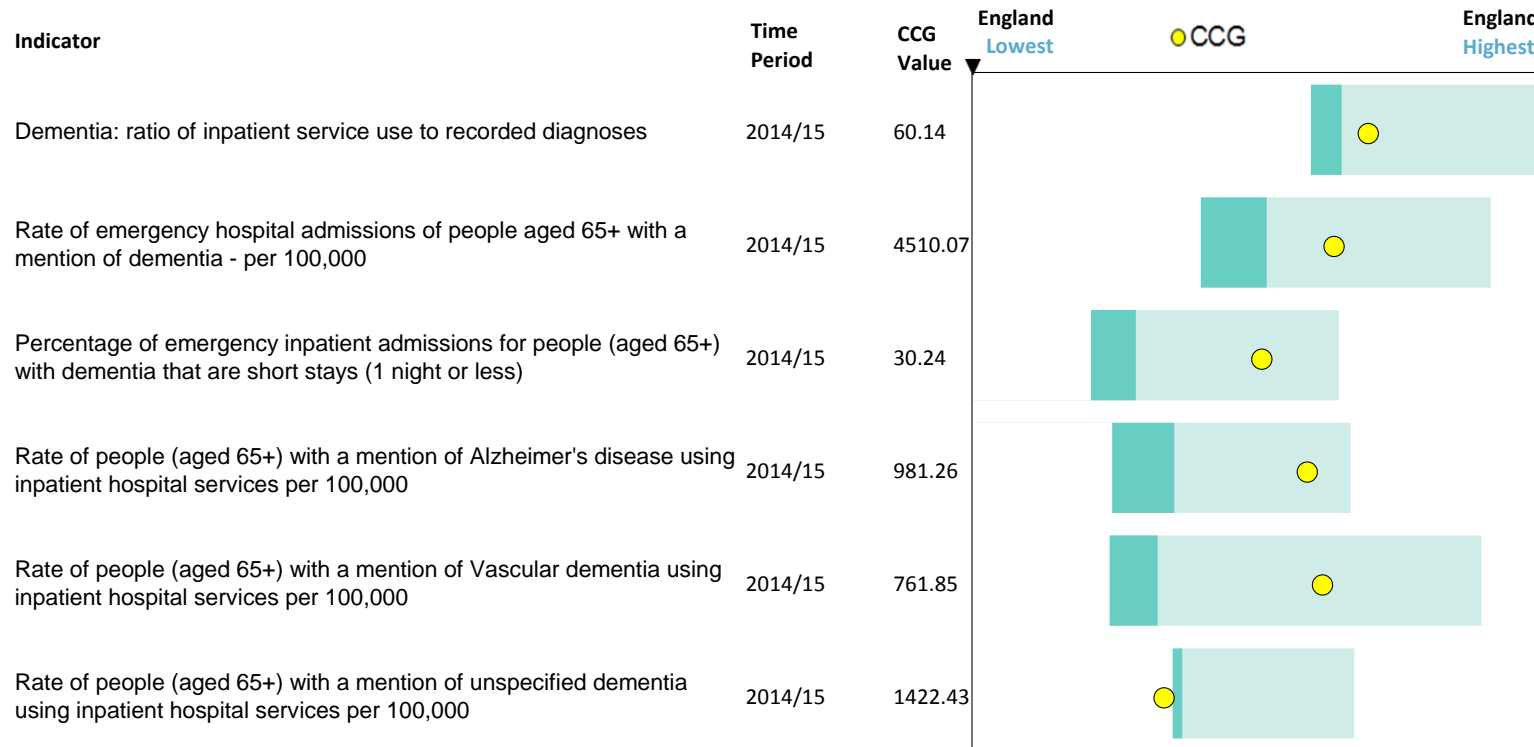 Indicator
Time
Period
CCG
Value
England
Lowest
CCG
England
Highest
Dementia: ratio of inpatient service use to recorded diagnoses
2014/15
60.14
Rate of emergency hospital admissions of people aged 65+ with a
mention of dementia - per 100,000
2014/15
4510.07
Percentage of emergency inpatient admissions for people (aged 65+)
with dementia that are short stays (1 night or less)
2014/15
30.24
Rate of people (aged 65+) with a mention of Alzheimer's disease using
inpatient hospital services per 100,000
2014/15
981.26
Rate of people (aged 65+) with a mention of Vascular dementia using
inpatient hospital services per 100,000
2014/15
761.85
Rate of people (aged 65+) with a mention of unspecified dementia
using inpatient hospital services per 100,000
2014/15
1422.43